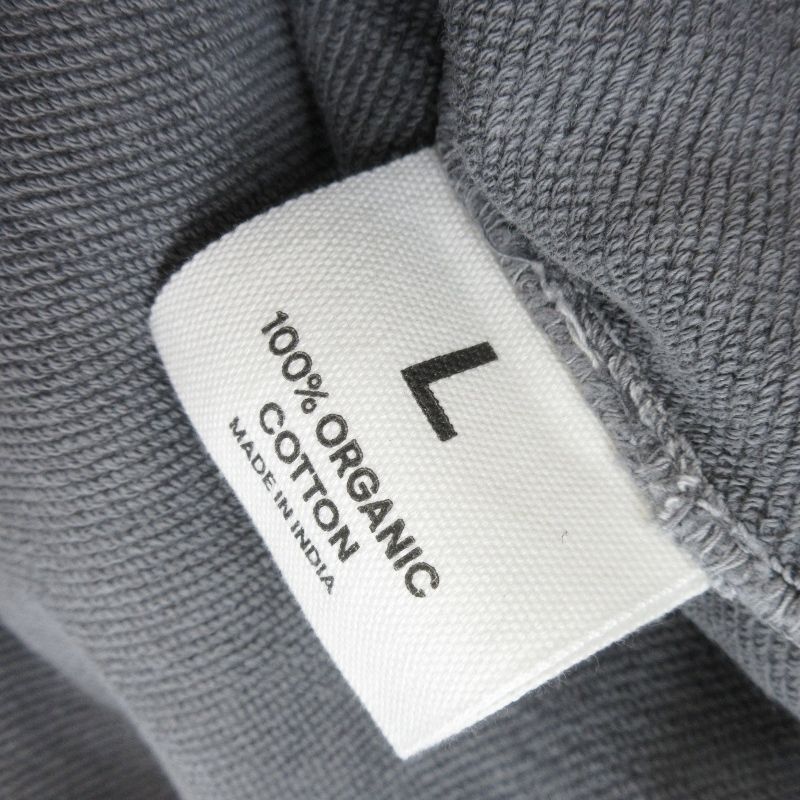 L
100% ORGANIC
COTTON
MADE IN INDIA